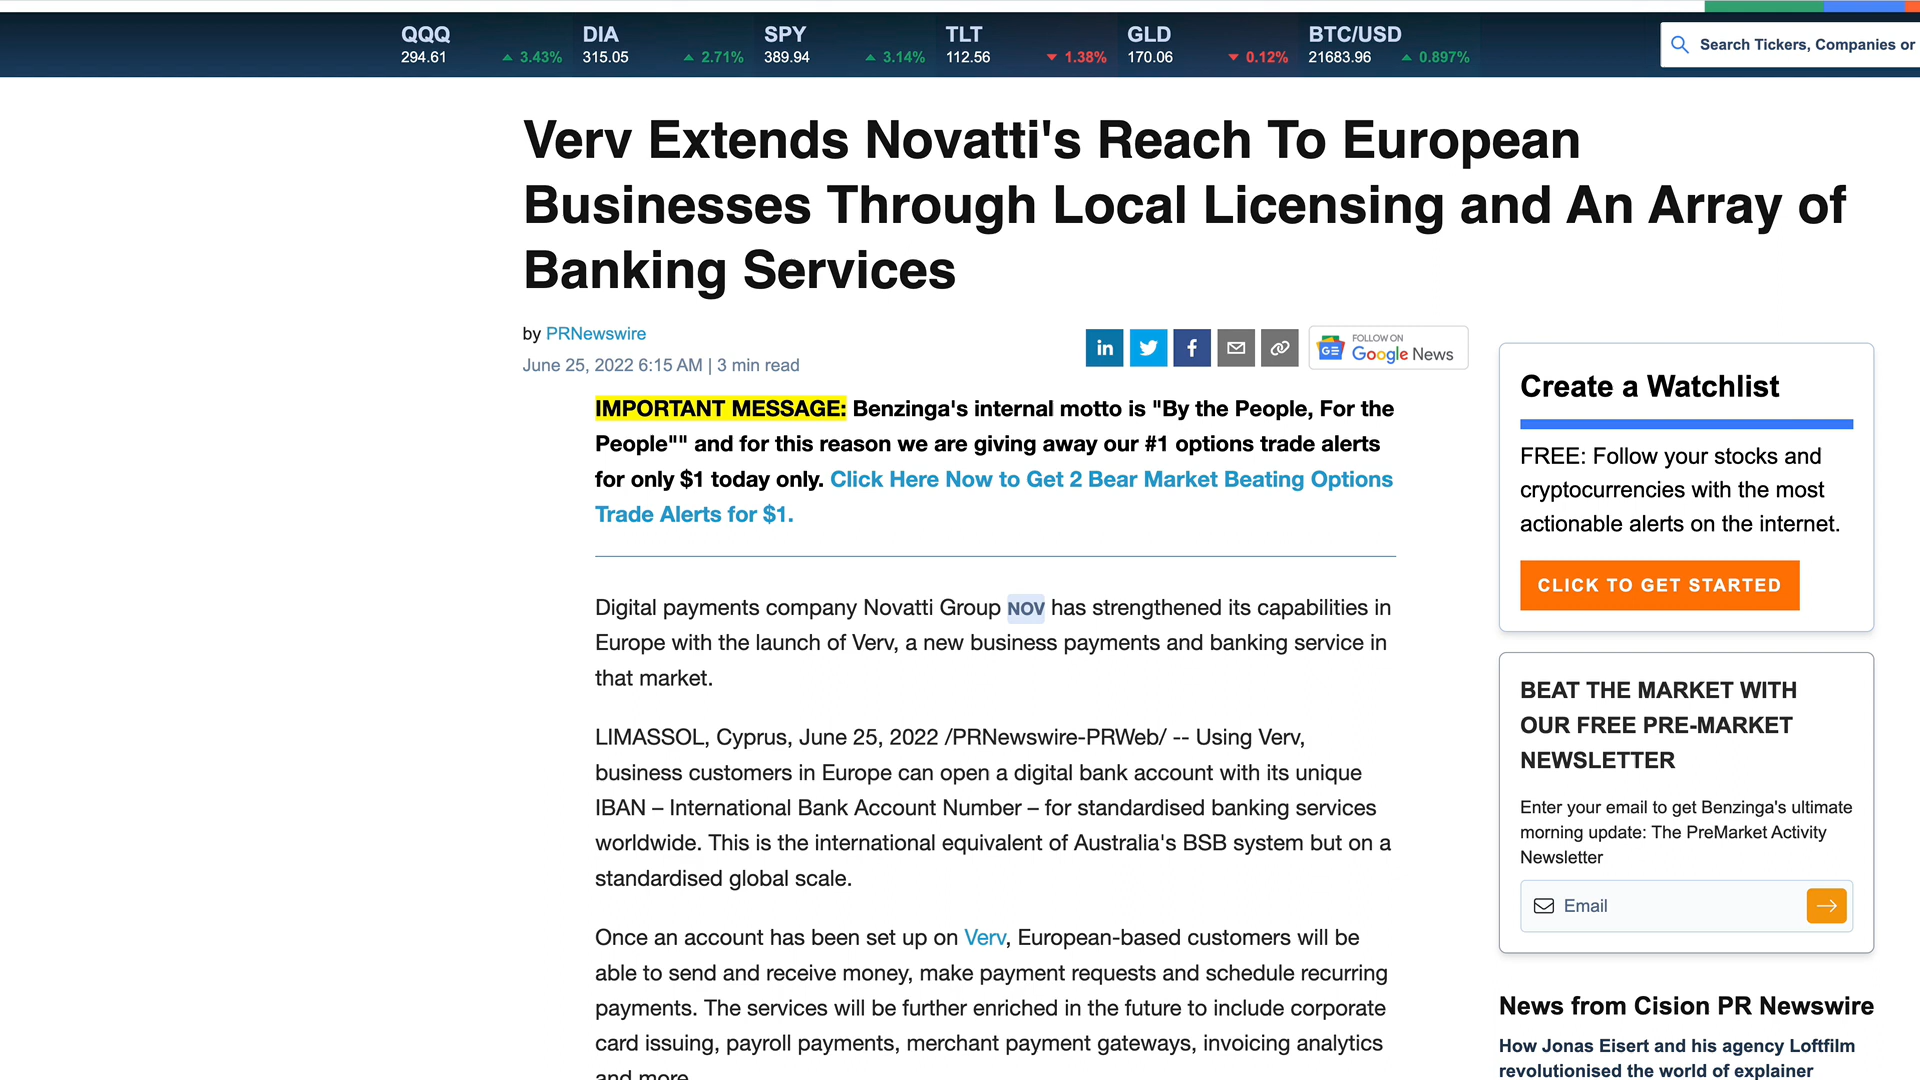 QQQ
294.61 3.43%
DIA
315.05 2.71%
SPY
389.94 3.14%
TLT
112.56 1.38%
GLD
170.06 0.12%
BTC/USD
21683.96 0.897%
Search Tickers, Companies or
Verv Extends Novatti's Reach To European
Businesses Through Local Licensing and An Array of
Banking Services
by PRNewswire
June 25, 2022 6:15 AM | 3 min read
in
f
GE
FOLLOW ON
Google News
IMPORTANT MESSAGE: Benzinga's internal motto is "By the People, For the
People"" and for this reason we are giving away our #1 options trade alerts
for only $1 today only. Click Here Now to Get 2 Bear Market Beating Options
Trade Alerts for $1.
Digital payments company Novatti Group NOV has strengthened its capabilities in
Europe with the launch of Verv, a new business payments and banking service in
that market.
LIMASSOL, Cyprus, June 25, 2022 /PRNewswire-PRWeb/ -- Using Verv,
business customers in Europe can open a digital bank account with its unique
IBAN – International Bank Account Number – for standardised banking services
worldwide. This is the international equivalent of Australia's BSB system but on a
standardised global scale.
Once an account has been set up on Verv, European-based customers will be
able to send and receive money, make payment requests and schedule recurring
payments. The services will be further enriched in the future to include corporate
card issuing, payroll payments, merchant payment gateways, invoicing analytics
and more.
Create a Watchlist
FREE: Follow your stocks and
cryptocurrencies with the most
actionable alerts on the internet.
CLICK TO GET STARTED
BEAT THE MARKET WITH
OUR FREE PRE-MARKET
NEWSLETTER
Enter your email to get Benzinga's ultimate
morning update: The PreMarket Activity
Newsletter
Email
News from Cision PR Newswire
How Jonas Eisert and his agency Loftfilm
revolutionised the world of explainer